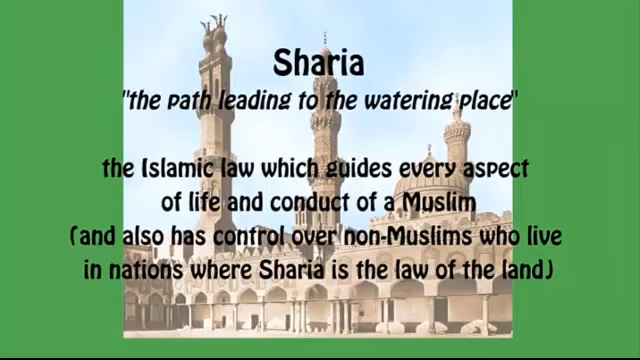 Sharia
"the path leading to the watering place"
the Islamic law which guides every aspect
of life and conduct of a Muslim
(and also has control over non-Muslims who live
in nations where Sharia is the law of the land)